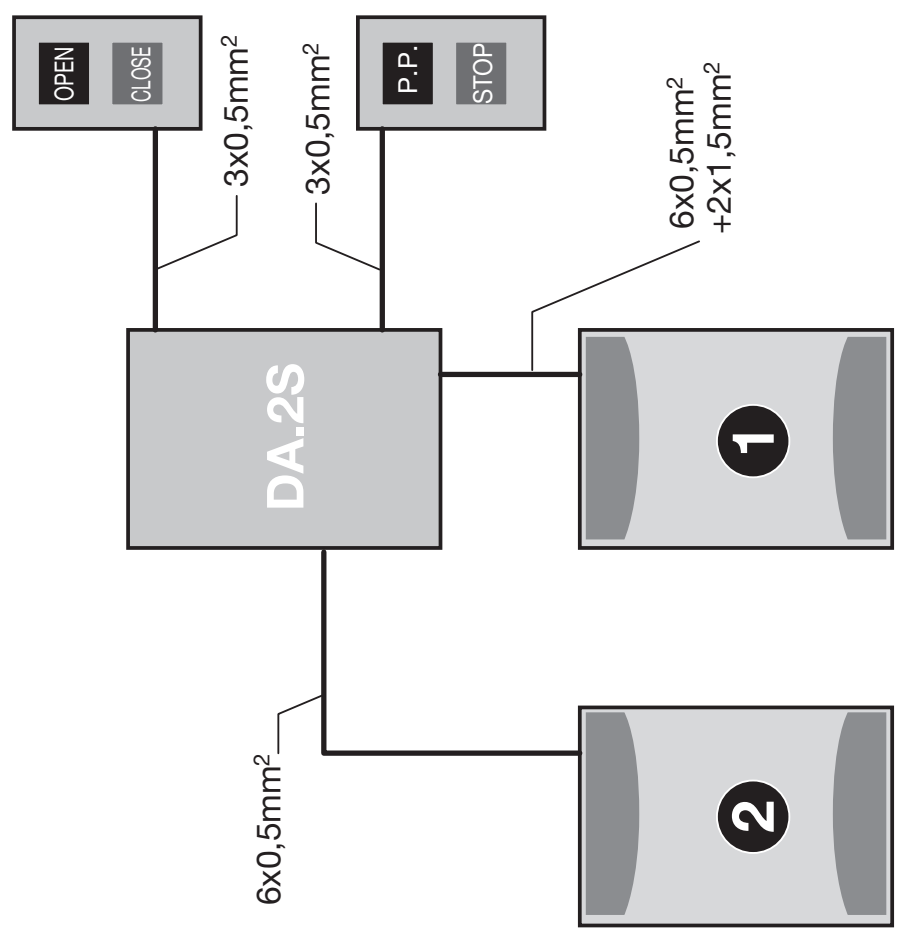 OPEN
CLOSE
3x0,5mm²
3x0,5mm²
P.P.
STOP
6x0,5mm²
+2x1,5mm²
DA.2S
1
6x0,5mm²
2